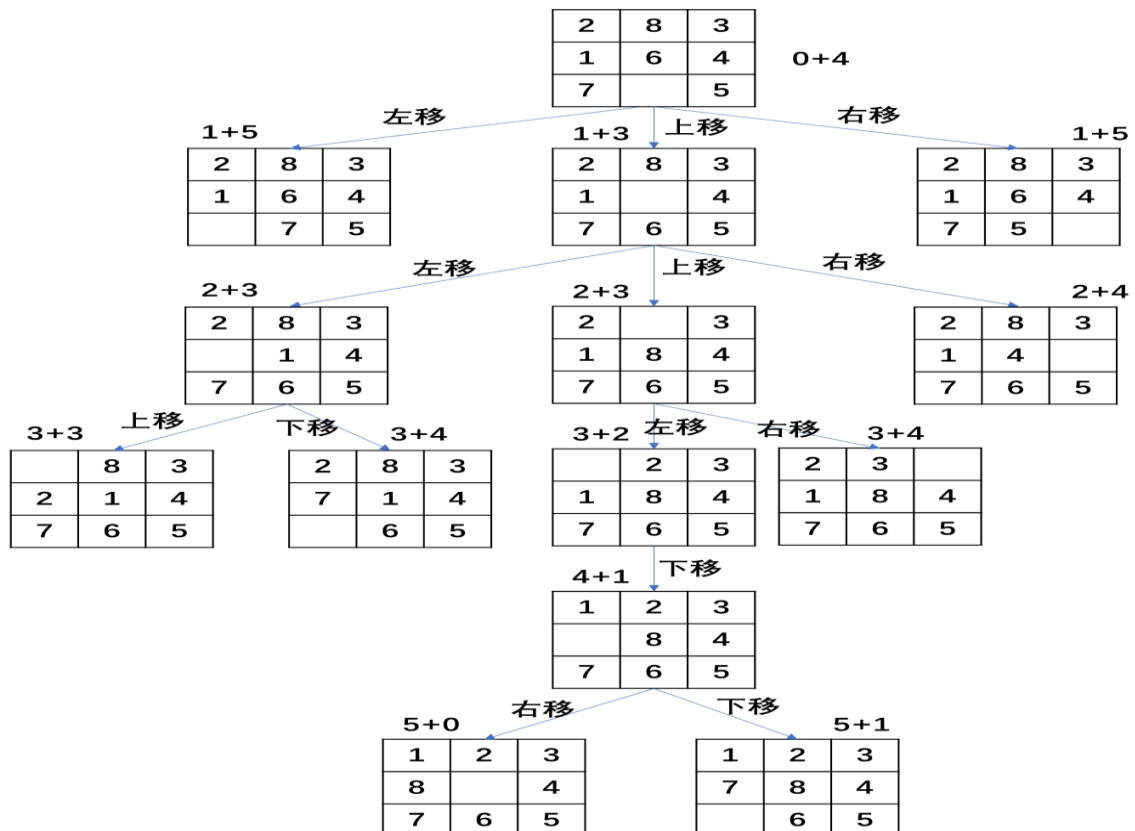 2 8 3
1 6 4
7 5
0+4
左移 上移 右移
1+5 1+3 1+5
2 8 3 2 8 3 2 8 3
1 6 4 1 4 1 6 4
7 5 7 6 5 7 5
左移 上移 右移
2+3 2+3 2+4
2 8 3 2 3 2 8 3
1 4 1 8 4 1 4
7 6 5 7 6 5 7 6 5
上移 下移 左移 右移
3+3 3+4 3+2 3+4
8 3 2 8 3 2 3 2 3
2 1 4 7 1 4 1 8 4 1 8 4
7 6 5 6 5 7 6 5 7 6 5
下移
4+1
1 2 3
8 4
7 6 5
右移 下移
5+0 5+1
1 2 3 1 2 3
8 4 7 8 4
7 6 5 6 5